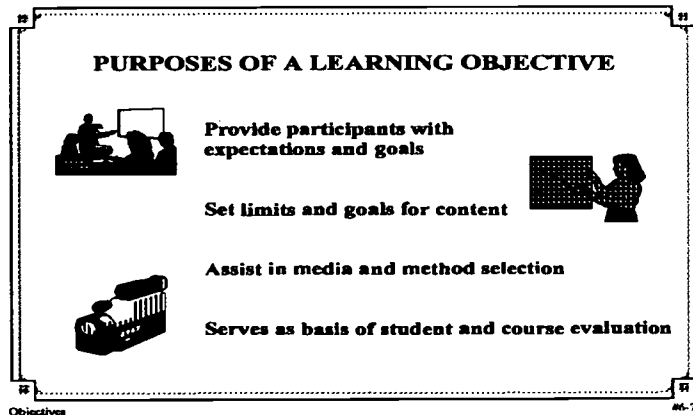 PURPOSES OF A LEARNING OBJECTIVE
Provide participants with
expectations and goals
Set limits and goals for content
Assist in media and method selection
Serves as basis of student and course evaluation
Objectives